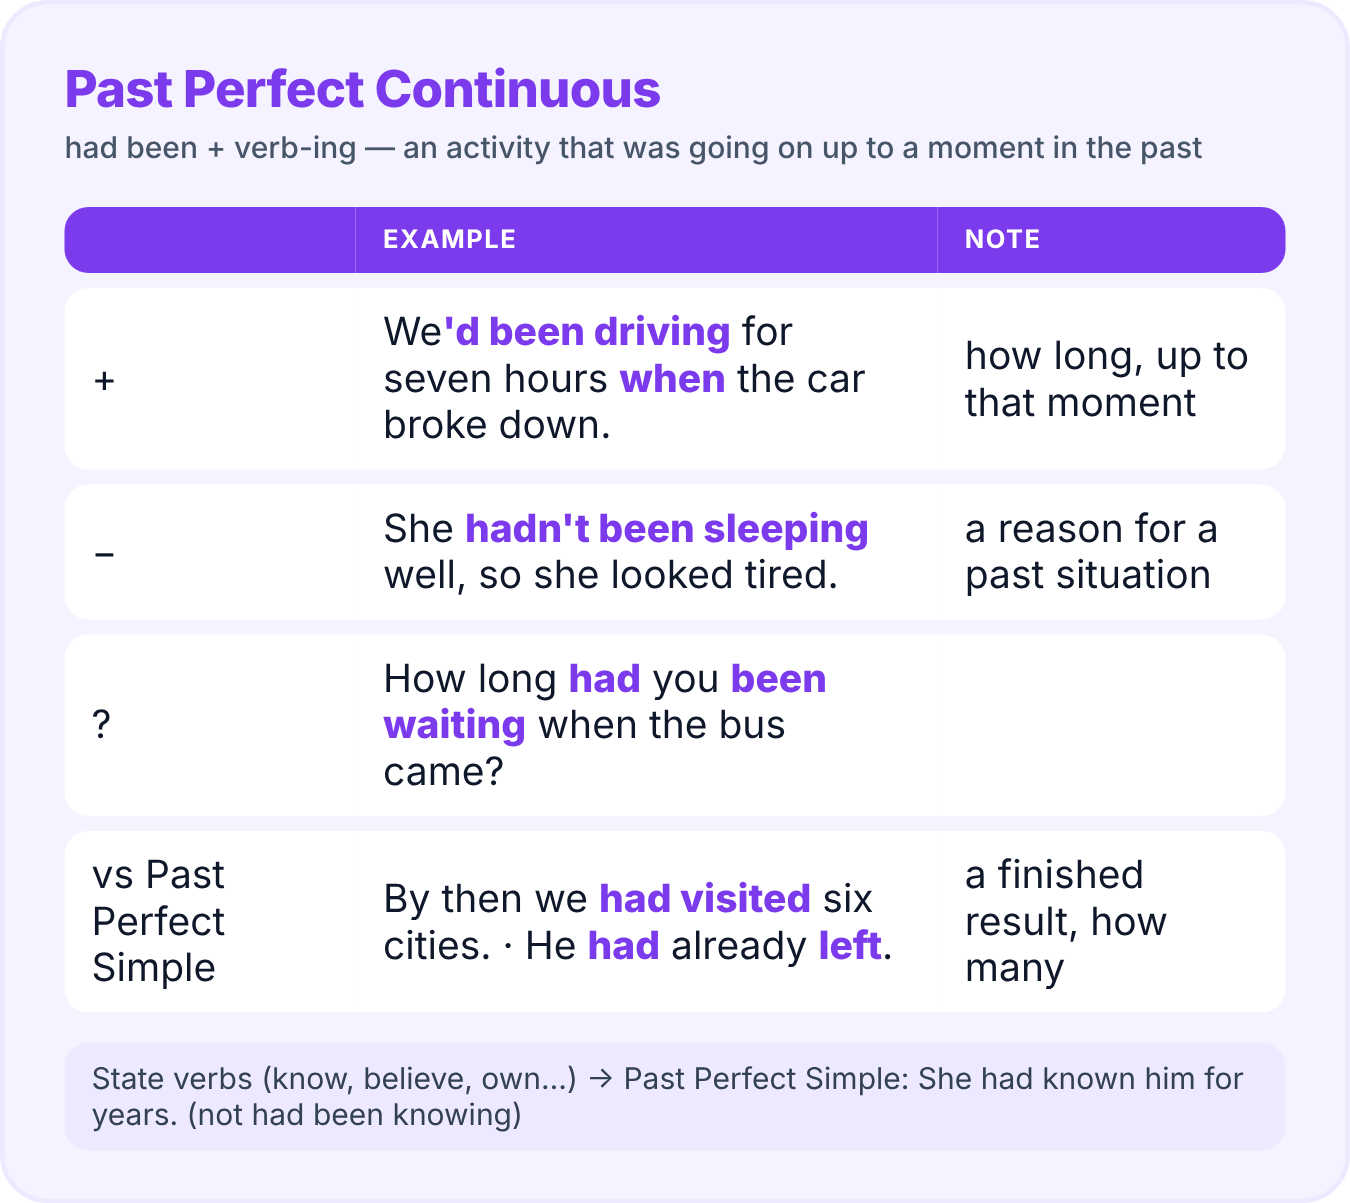 Past Perfect Continuous
had been + verb-ing — an activity that was going on up to a moment in the past
EXAMPLE
NOTE
+
We'd been driving for
seven hours when the car
broke down.
how long, up to
that moment
−
She hadn't been sleeping
well, so she looked tired.
a reason for a
past situation
?
How long had you been
waiting when the bus
came?
vs Past
Perfect
Simple
By then we had visited six
cities. · He had already left.
a finished
result, how
many
State verbs (know, believe, own...) → Past Perfect Simple: She had known him for
years. (not had been knowing)